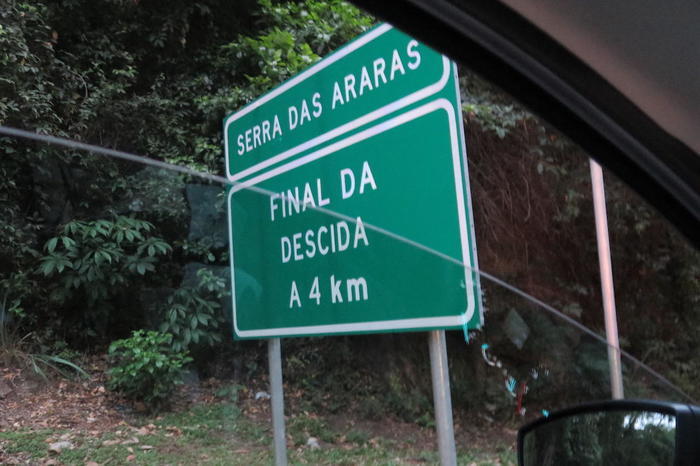 SERRA DAS ARARAS
FINAL DA
DESCIDA
A 4 km